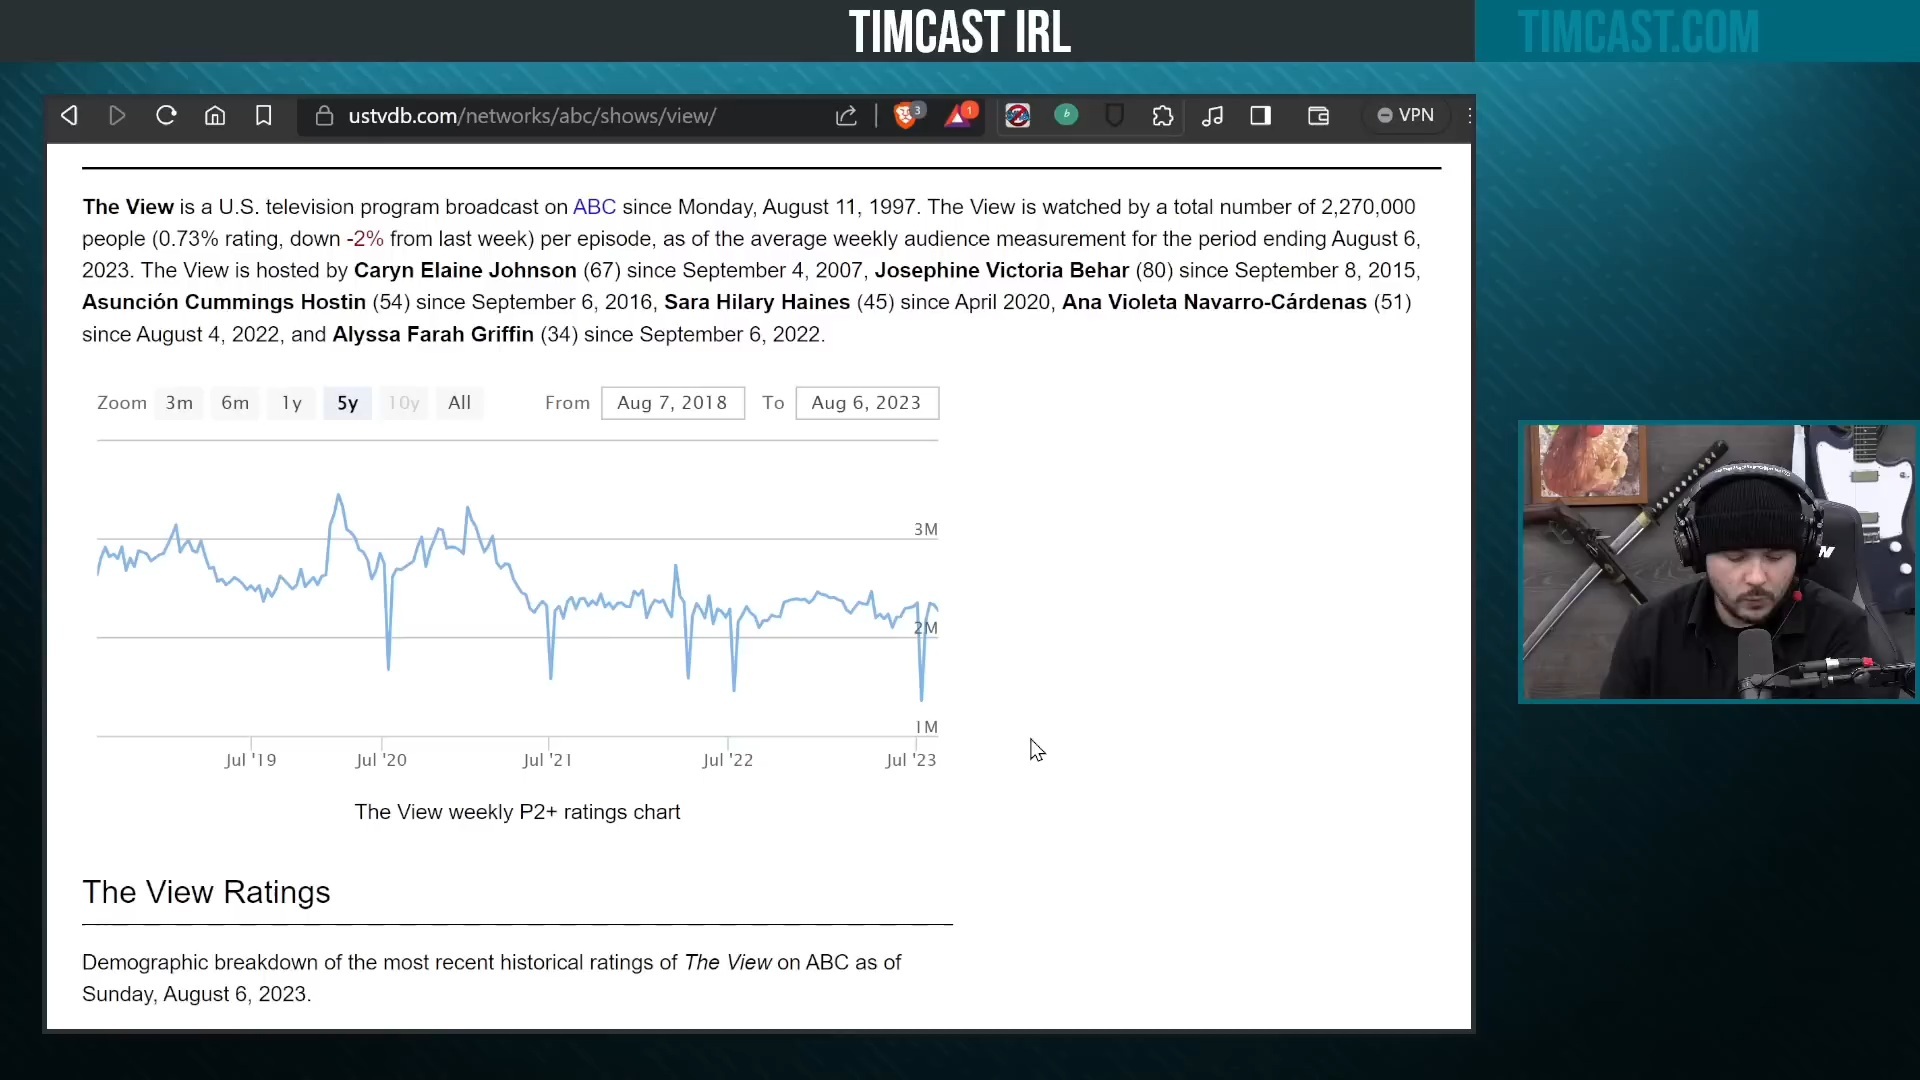 TIMCAST IRL
TIMCAST.COM
ustvdb.com/networks/abc/shows/view/
3
1
b
VPN
The View is a U.S. television program broadcast on ABC since Monday, August 11, 1997. The View is watched by a total number of 2,270,000
people (0.73% rating, down -2% from last week) per episode, as of the average weekly audience measurement for the period ending August 6,
2023. The View is hosted by Caryn Elaine Johnson (67) since September 4, 2007, Josephine Victoria Behar (80) since September 8, 2015,
Asunción Cummings Hostin (54) since September 6, 2016, Sara Hilary Haines (45) since April 2020, Ana Violeta Navarro-Cárdenas (51)
since August 4, 2022, and Alyssa Farah Griffin (34) since September 6, 2022.
Zoom 3m 6m 1y 5y 10y All From Aug 7, 2018 To Aug 6, 2023
3M
2M
1M
Jul '19 Jul '20 Jul '21 Jul '22 Jul '23
The View weekly P2+ ratings chart
The View Ratings
Demographic breakdown of the most recent historical ratings of The View on ABC as of
Sunday, August 6, 2023.